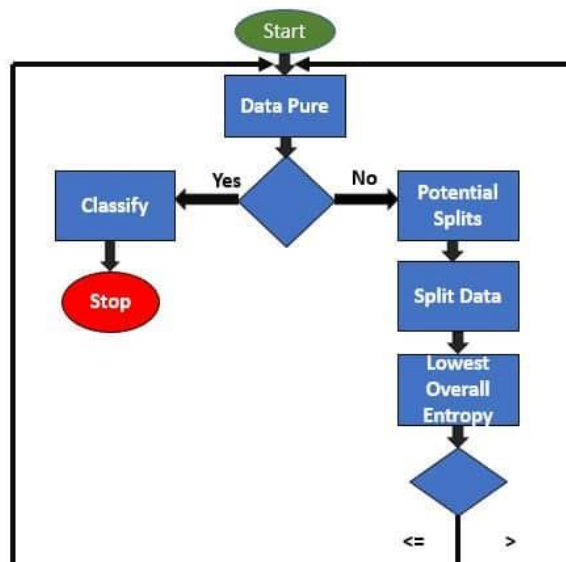 Start
Data Pure
Yes
No
Classify
Potential
Splits
Stop
Split Data
Lowest
Overall
Entropy
<= >